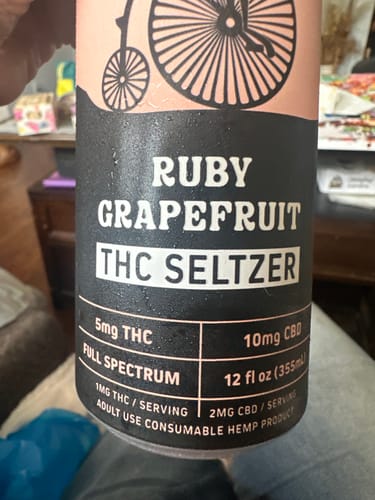 RUBY
GRAPEFRUIT
THC SELTZER
5mg THC
10mg CBD
FULL SPECTRUM
12 fl oz (355mL)
1MG THC / SERVING
2MG CBD / SERVING
ADULT USE CONSUMABLE HEMP PRODUCT